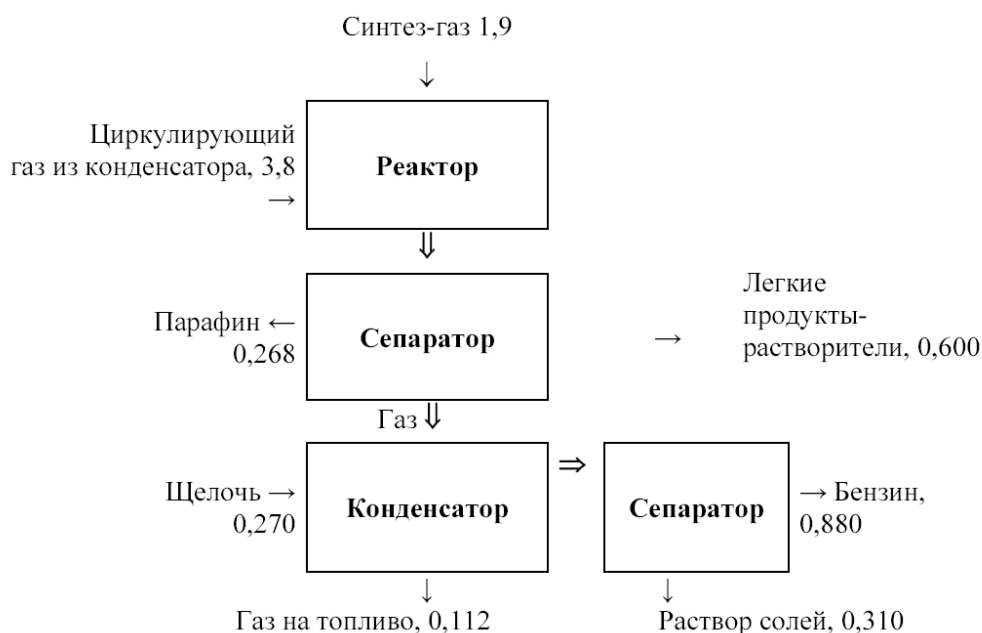 Синтез-газ 1,9
↓
Циркулирующий
газ из конденсатора, 3,8
→
Реактор
⇓
Парафин ←
0,268
Сепаратор
→
Легкие
продукты-
растворители, 0,600
Газ ⇓
Щелочь →
0,270
Конденсатор
⇒
Сепаратор
→ Бензин,
0,880
↓
Газ на топливо, 0,112
↓
Раствор солей, 0,310